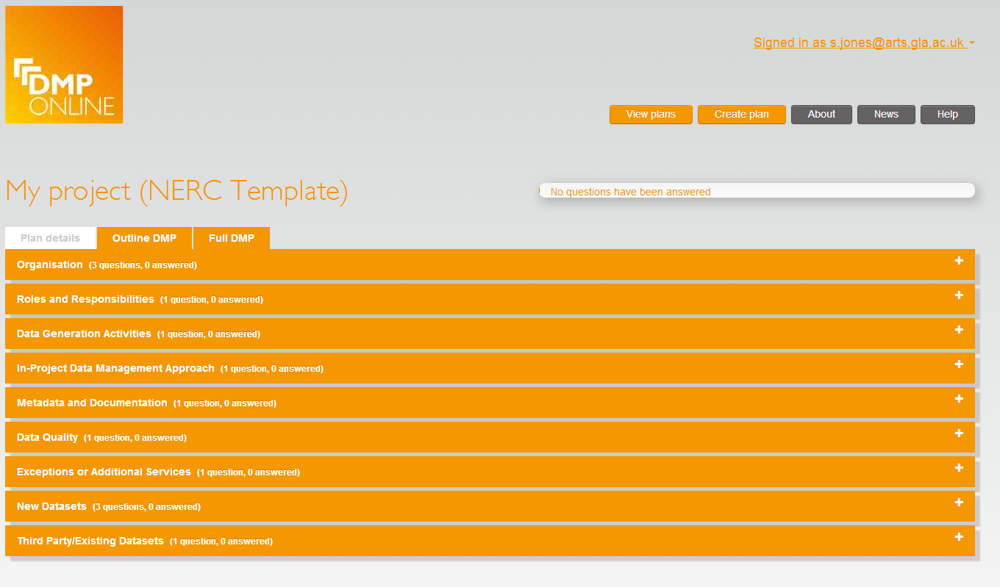 DMP
ONLINE
Signed in as s.jones@arts.gla.ac.uk
View plans Create plan About News Help
My project (NERC Template)
No questions have been answered
Plan details Outline DMP Full DMP
Organisation (3 questions, 0 answered)
Roles and Responsibilities (1 question, 0 answered)
Data Generation Activities (1 question, 0 answered)
In-Project Data Management Approach (1 question, 0 answered)
Metadata and Documentation (1 question, 0 answered)
Data Quality (1 question, 0 answered)
Exceptions or Additional Services (1 question, 0 answered)
New Datasets (3 questions, 0 answered)
Third Party/Existing Datasets (1 question, 0 answered)